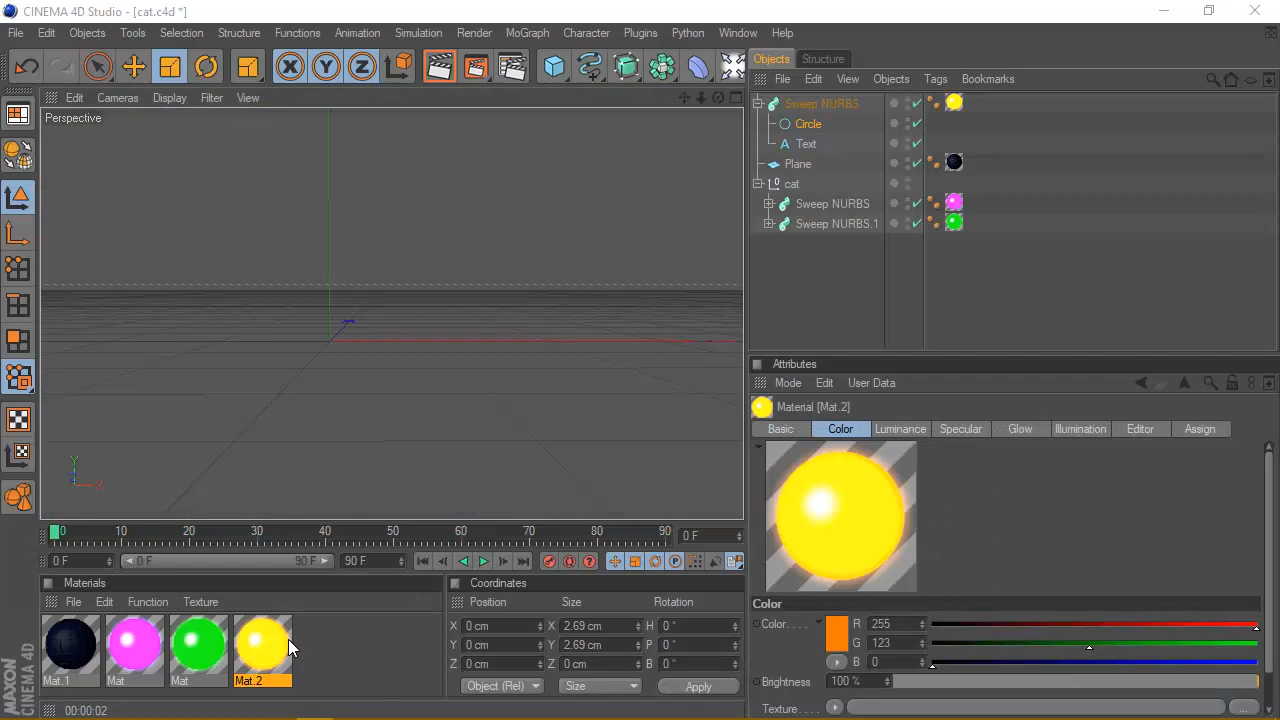 CINEMA 4D Studio - [cat.c4d *]
File Edit Objects Tools Selection Structure Functions Animation Simulation Render MoGraph Character Plugins Python Window Help
X Y Z
Objects Structure
File Edit View Objects Tags Bookmarks
Edit Cameras Display Filter View
Perspective
Sweep NURBS
Circle
A Text
Plane
cat
Sweep NURBS
Sweep NURBS.1
Y
Z
X
Attributes
Mode Edit User Data
Material [Mat.2]
Basic Color Luminance Specular Glow Illumination Editor Assign
0 10 20 30 40 50 60 70 80 90 0 F
0 F 0 F 90 F 90 F
Materials
File Edit Function Texture
Mat.1 Mat Mat Mat.2
Coordinates
Position Size Rotation
X 0 cm X 2.69 cm H 0 °
Y 0 cm Y 2.69 cm P 0 °
Z 0 cm Z 0 cm B 0 °
Object (Rel) Size Apply
Color
Color. . . . R 255
G 123
B 0
Brightness 100 %
Texture. . . . . ...
MAXON
CINEMA 4D
00:00:02